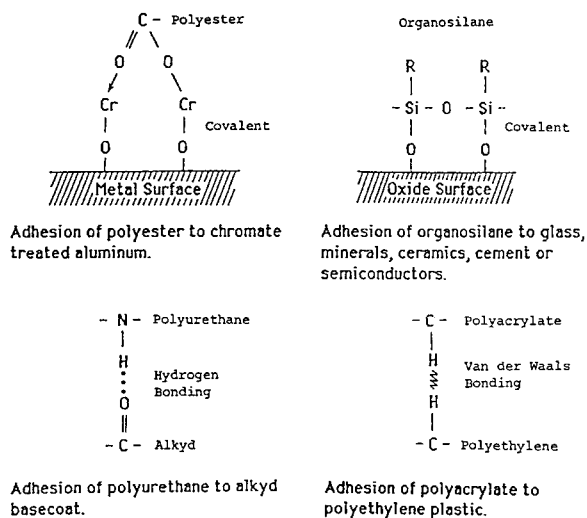 C - Polyester
O O
Cr Cr
Covalent
O O
Metal Surface
Adhesion of polyester to chromate
treated aluminum.
Organosilane
R R
- Si - O - Si -
Covalent
O O
Oxide Surface
Adhesion of organosilane to glass,
minerals, ceramics, cement or
semiconductors.
- N - Polyurethane
H
Hydrogen
Bonding
O
- C - Alkyd
Adhesion of polyurethane to alkyd
basecoat.
- C - Polyacrylate
H
Van der Waals
Bonding
H
- C - Polyethylene
Adhesion of polyacrylate to
polyethylene plastic.